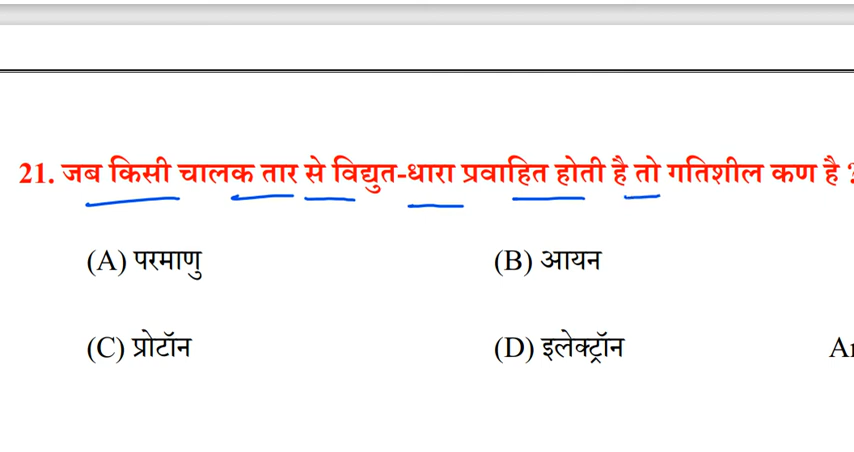 21. जब किसी चालक तार से विद्युत-धारा प्रवाहित होती है तो गतिशील कण है ?
(A) परमाणु (B) आयन
(C) प्रोटॉन (D) इलेक्ट्रॉन